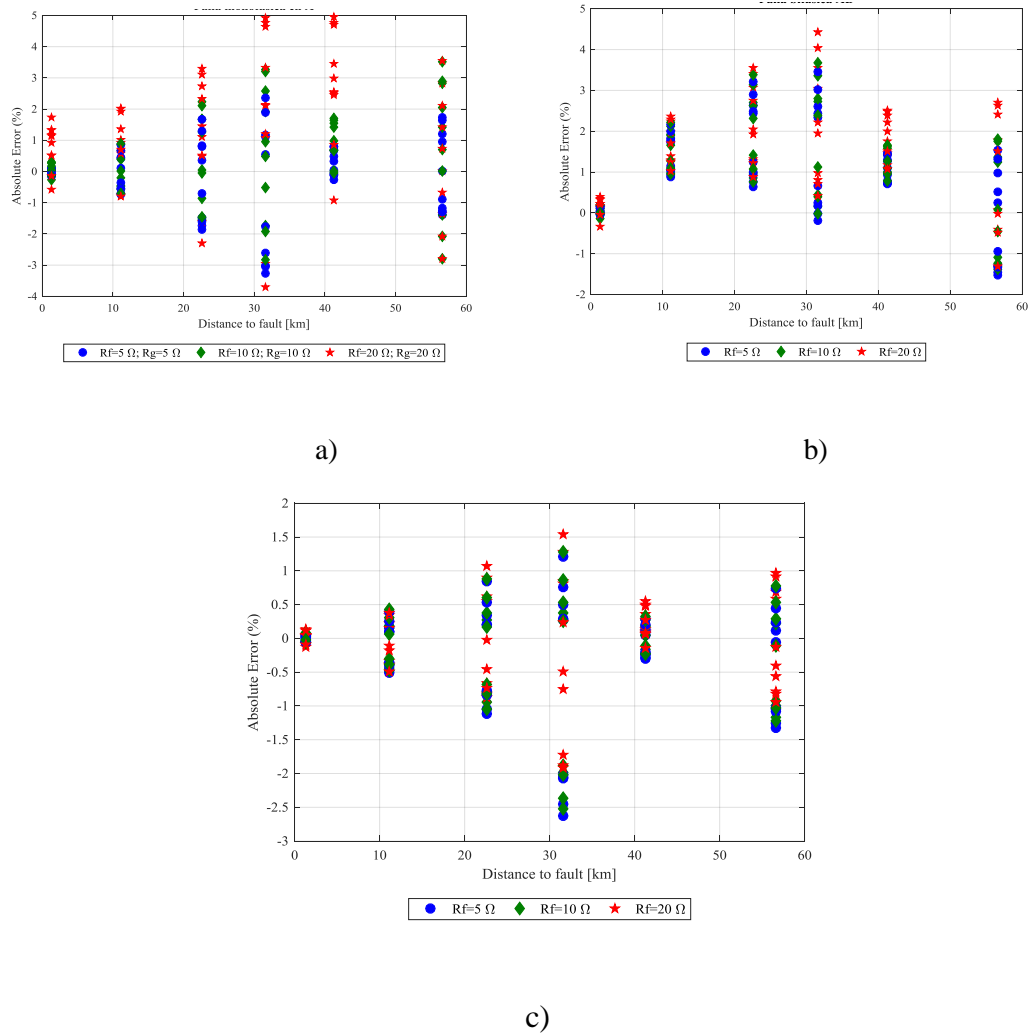 5
4
3
2
1
0
-1
-2
-3
-4
Absolute Error (%)
0 10 20 30 40 50 60
Distance to fault [km]
Rf=5 Ω; Rg=5 Ω Rf=10 Ω; Rg=10 Ω Rf=20 Ω; Rg=20 Ω
a)
5
4
3
2
1
0
-1
-2
Absolute Error (%)
0 10 20 30 40 50 60
Distance to fault [km]
Rf=5 Ω Rf=10 Ω Rf=20 Ω
b)
2
1.5
1
0.5
0
-0.5
-1
-1.5
-2
-2.5
-3
Absolute Error (%)
0 10 20 30 40 50 60
Distance to fault [km]
Rf=5 Ω Rf=10 Ω Rf=20 Ω
c)